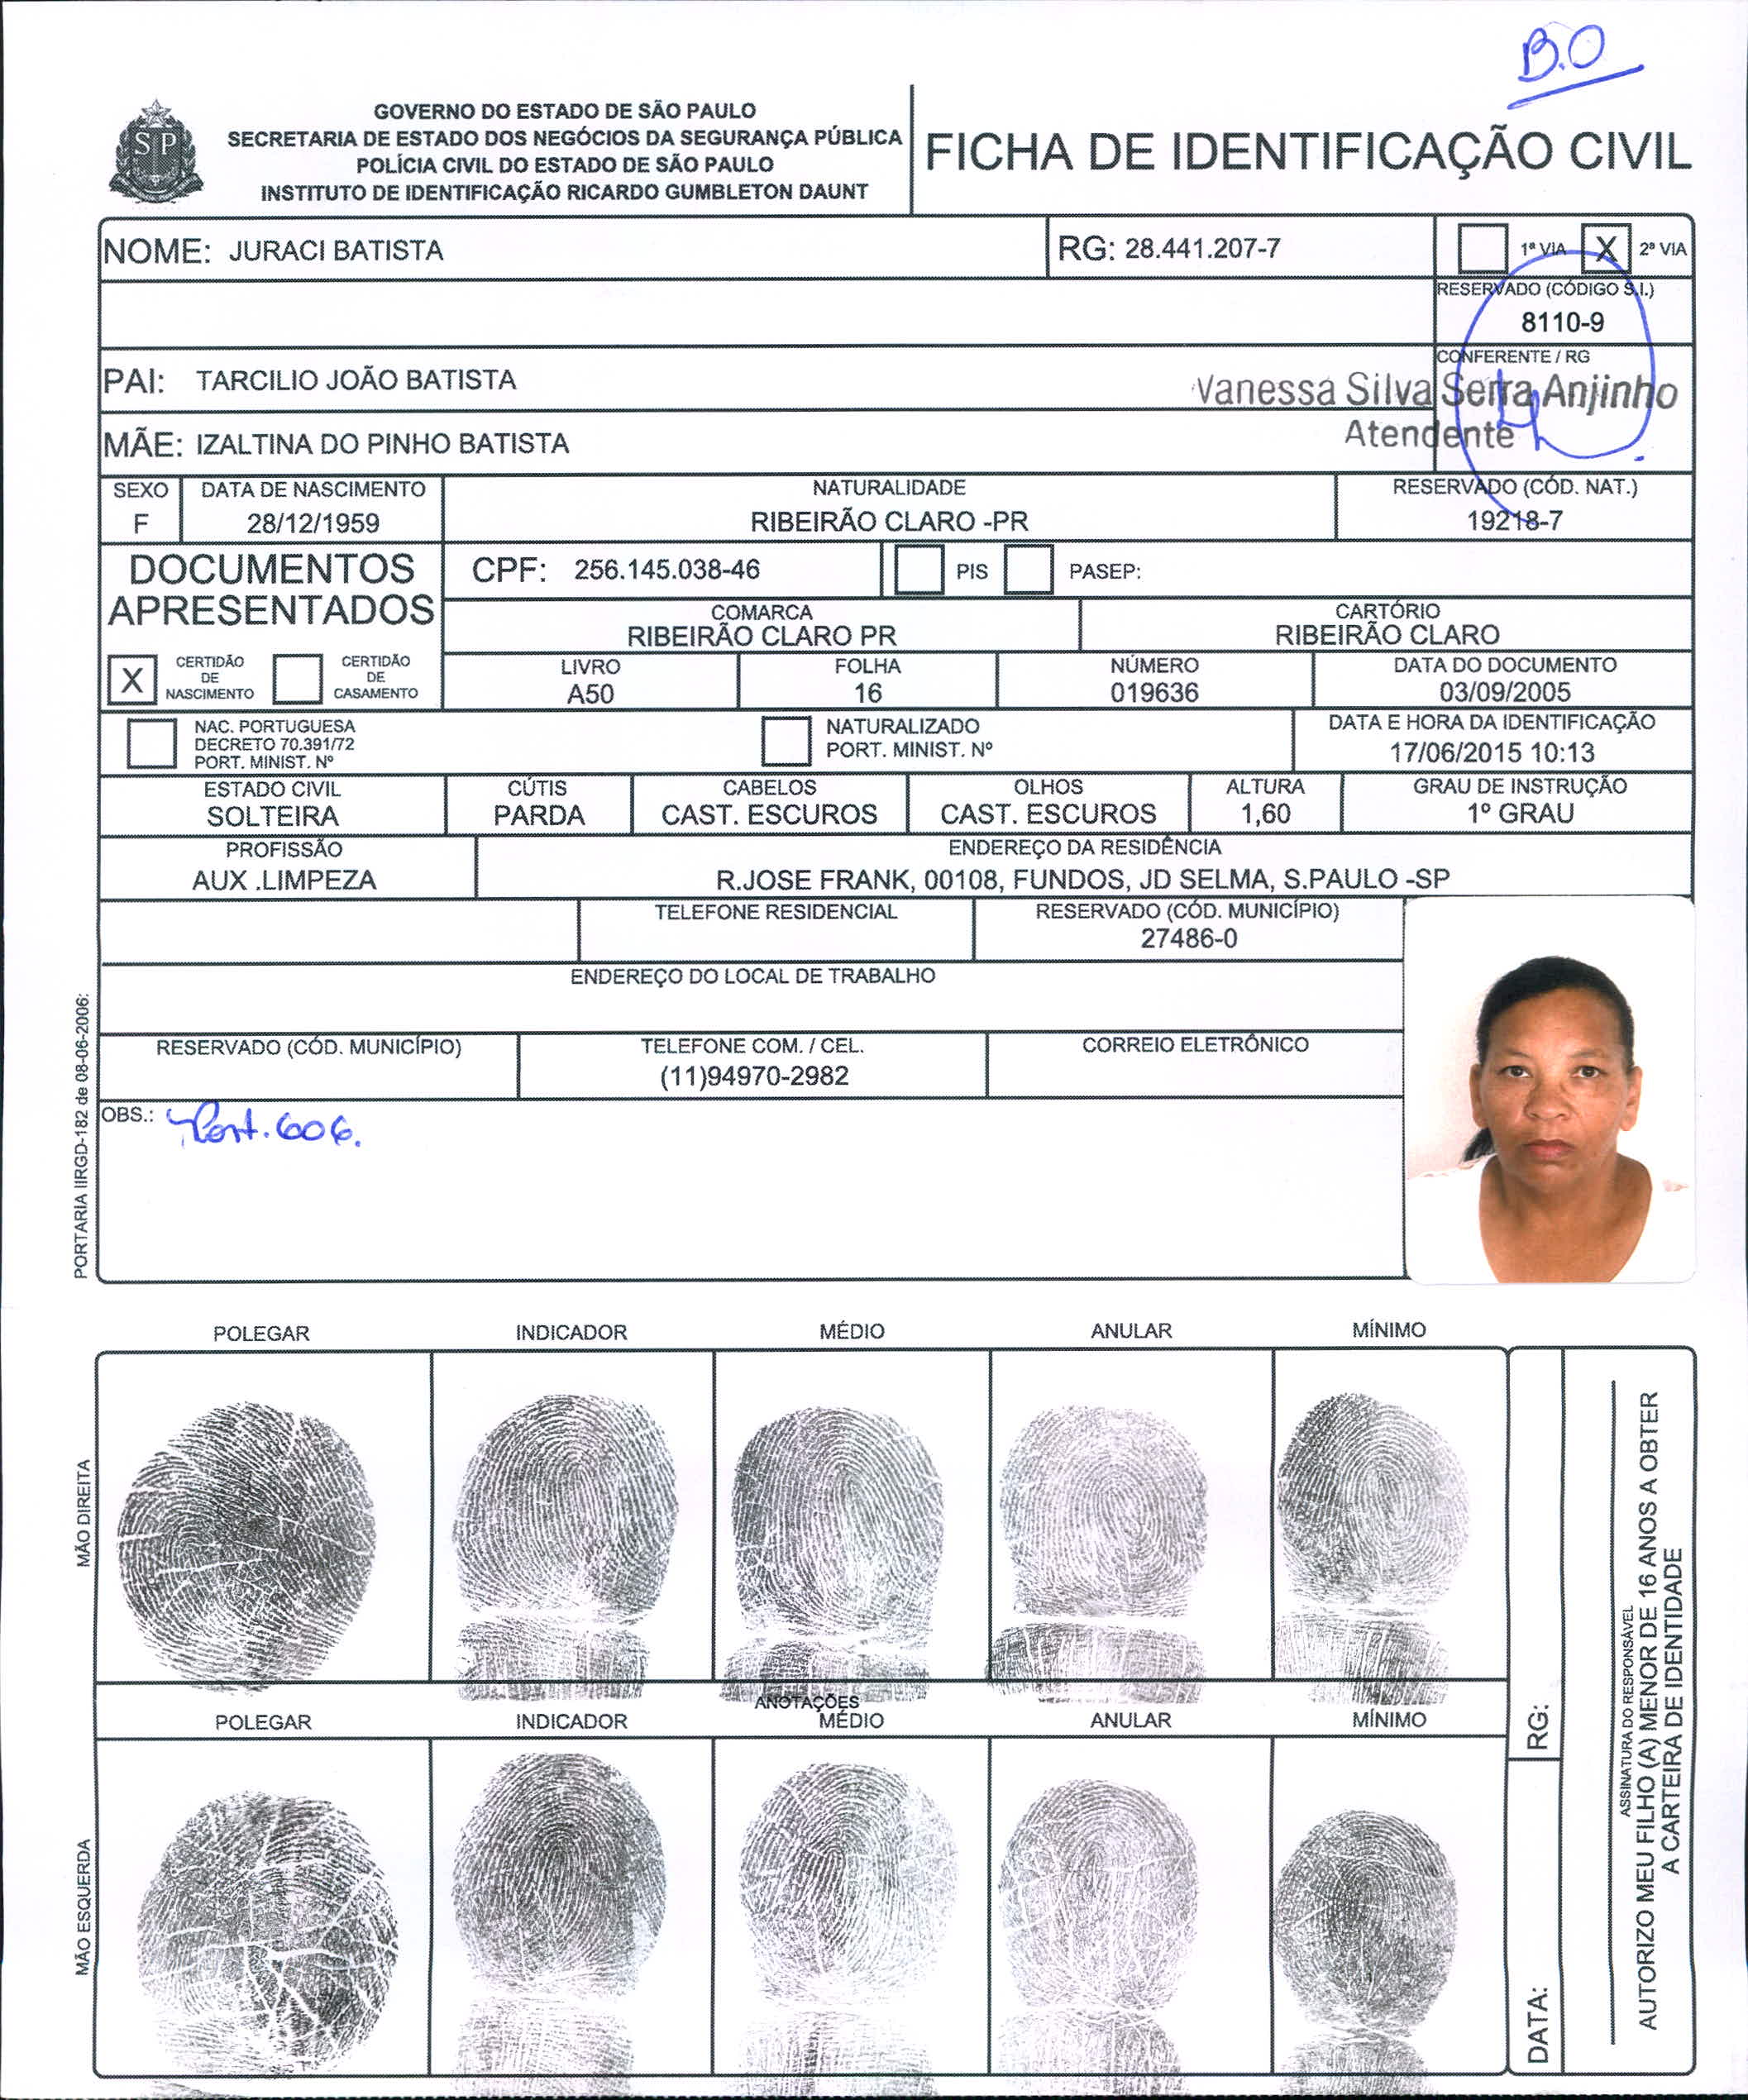 B.O
GOVERNO DO ESTADO DE SÃO PAULO
SECRETARIA DE ESTADO DOS NEGÓCIOS DA SEGURANÇA PÚBLICA
POLÍCIA CIVIL DO ESTADO DE SÃO PAULO
INSTITUTO DE IDENTIFICAÇÃO RICARDO GUMBLETON DAUNT
SP
FICHA DE IDENTIFICAÇÃO CIVIL
NOME: JURACI BATISTA
RG: 28.441.207-7
1ª VIA X 2ª VIA
RESERVADO (CÓDIGO S.I.)
8110-9
PAI: TARCILIO JOÃO BATISTA
CONFERENTE / RG
Vanessa Silva Serra Anjinho
Atendente
MÃE: IZALTINA DO PINHO BATISTA
SEXO DATA DE NASCIMENTO NATURALIDADE RESERVADO (CÓD. NAT.)
F 28/12/1959 RIBEIRÃO CLARO -PR 19218-7
DOCUMENTOS
APRESENTADOS
CPF: 256.145.038-46 PIS PASEP:
COMARCA CARTÓRIO
RIBEIRÃO CLARO PR RIBEIRÃO CLARO
X CERTIDÃO DE NASCIMENTO CERTIDÃO DE CASAMENTO
LIVRO FOLHA NÚMERO DATA DO DOCUMENTO
A50 16 019636 03/09/2005
NAC. PORTUGUESA
DECRETO 70.391/72
PORT. MINIST. Nº
NATURALIZADO
PORT. MINIST. Nº
DATA E HORA DA IDENTIFICAÇÃO
17/06/2015 10:13
ESTADO CIVIL CÚTIS CABELOS OLHOS ALTURA GRAU DE INSTRUÇÃO
SOLTEIRA PARDA CAST. ESCUROS CAST. ESCUROS 1,60 1º GRAU
PROFISSÃO ENDEREÇO DA RESIDÊNCIA
AUX .LIMPEZA R.JOSE FRANK, 00108, FUNDOS, JD SELMA, S.PAULO -SP
TELEFONE RESIDENCIAL RESERVADO (CÓD. MUNICÍPIO)
27486-0
ENDEREÇO DO LOCAL DE TRABALHO
RESERVADO (CÓD. MUNICÍPIO) TELEFONE COM. / CEL. CORREIO ELETRÔNICO
(11)94970-2982
OBS.: Port. 606.
PORTARIA IIRGD-182 de 08-06-2006:
POLEGAR INDICADOR MÉDIO ANULAR MÍNIMO
MÃO DIREITA
ANOTAÇÕES
POLEGAR INDICADOR MÉDIO ANULAR MÍNIMO
MÃO ESQUERDA
RG:
DATA:
ASSINATURA DO RESPONSÁVEL
AUTORIZO MEU FILHO (A) MENOR DE 16 ANOS A OBTER
A CARTEIRA DE IDENTIDADE